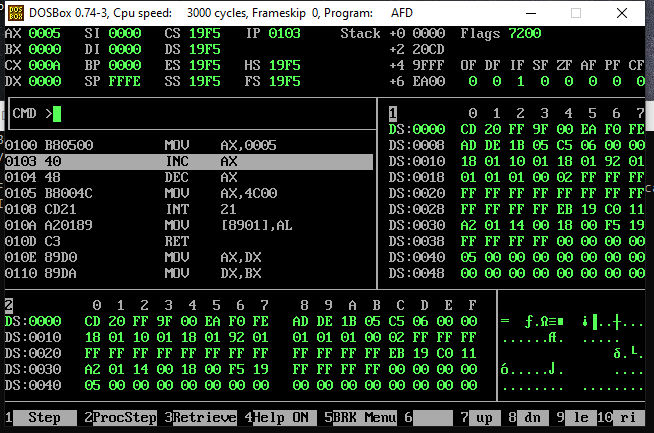 DOSBox 0.74-3, Cpu speed: 3000 cycles, Frameskip 0, Program: AFD
AX 0005 SI 0000 CS 19F5 IP 0103 Stack +0 0000 Flags 7200
BX 0000 DI 0000 DS 19F5 +2 20CD
CX 000A BP 0000 ES 19F5 HS 19F5 +4 9FFF OF DF IF SF ZF AF PF CF
DX 0000 SP FFFE SS 19F5 FS 19F5 +6 EA00 0 0 1 0 0 0 0 0
CMD >
0100 B80500 MOV AX,0005
0103 40 INC AX
0104 48 DEC AX
0105 B8004C MOV AX,4C00
0108 CD21 INT 21
010A A20189 MOV [8901],AL
010D C3 RET
010E 89D0 MOV AX,DX
0110 89DA MOV DX,BX
1 0 1 2 3 4 5 6 7
DS:0000 CD 20 FF 9F 00 EA F0 FE
DS:0008 AD DE 1B 05 C5 06 00 00
DS:0010 18 01 10 01 18 01 92 01
DS:0018 01 01 01 00 02 FF FF FF
DS:0020 FF FF FF FF FF FF FF FF
DS:0028 FF FF FF FF EB 19 C0 11
DS:0030 A2 01 14 00 18 00 F5 19
DS:0038 FF FF FF FF 00 00 00 00
DS:0040 05 00 00 00 00 00 00 00
DS:0048 00 00 00 00 00 00 00 00
2 0 1 2 3 4 5 6 7 8 9 A B C D E F
DS:0000 CD 20 FF 9F 00 EA F0 FE AD DE 1B 05 C5 06 00 00
DS:0010 18 01 10 01 18 01 92 01 01 01 01 00 02 FF FF FF
DS:0020 FF FF FF FF FF FF FF FF FF FF FF FF EB 19 C0 11
DS:0030 A2 01 14 00 18 00 F5 19 FF FF FF FF 00 00 00 00
DS:0040 05 00 00 00 00 00 00 00 00 00 00 00 00 00 00 00
= ƒ.Ω≡■ ¡▐..┼...
......Æ. .....
δ.└.
ó.....⌡. ....
........ ........
1 Step 2 ProcStep 3 Retrieve 4 Help ON 5 BRK Menu 6 7 up 8 dn 9 le 10 ri